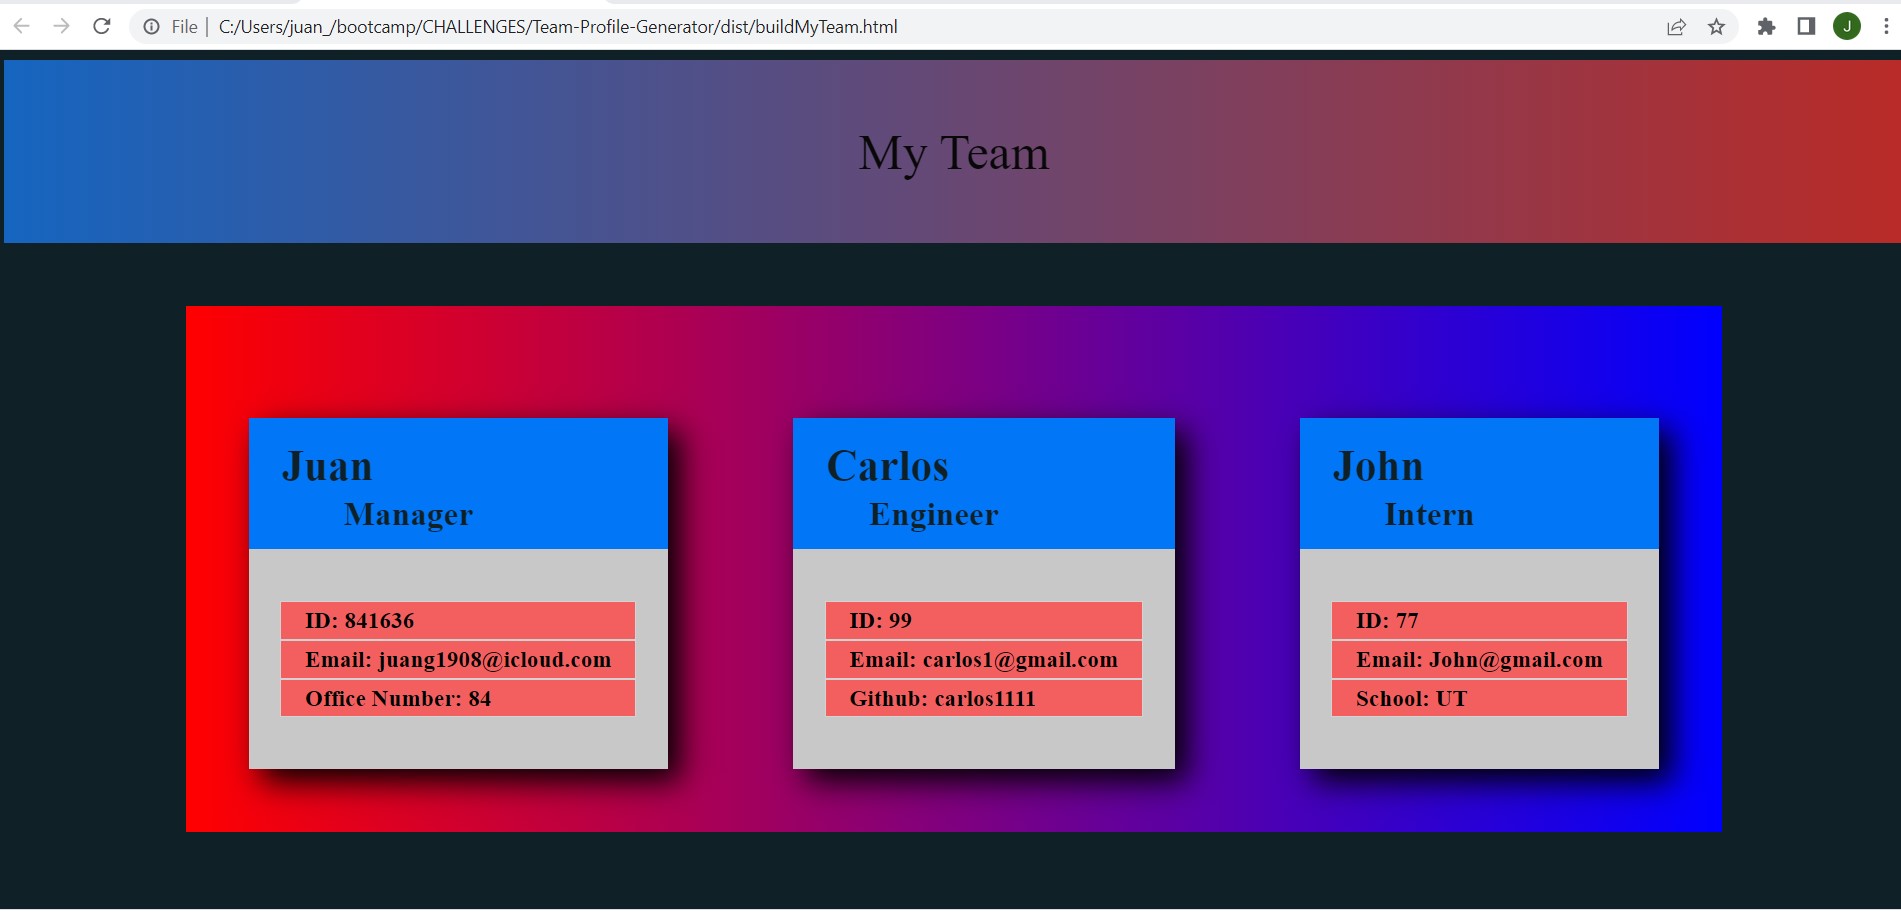 File | C:/Users/juan_/bootcamp/CHALLENGES/Team-Profile-Generator/dist/buildMyTeam.html
J
My Team
Juan
Manager
ID: 841636
Email: juang1908@icloud.com
Office Number: 84
Carlos
Engineer
ID: 99
Email: carlos1@gmail.com
Github: carlos1111
John
Intern
ID: 77
Email: John@gmail.com
School: UT